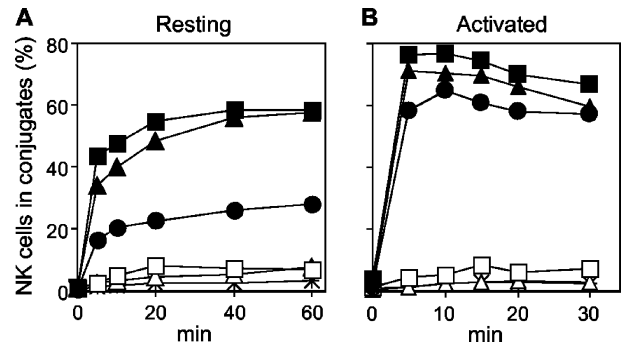 A Resting
B Activated
NK cells in conjugates (%)
80
60
40
20
0
0 20 40 60
min
0 10 20 30
min